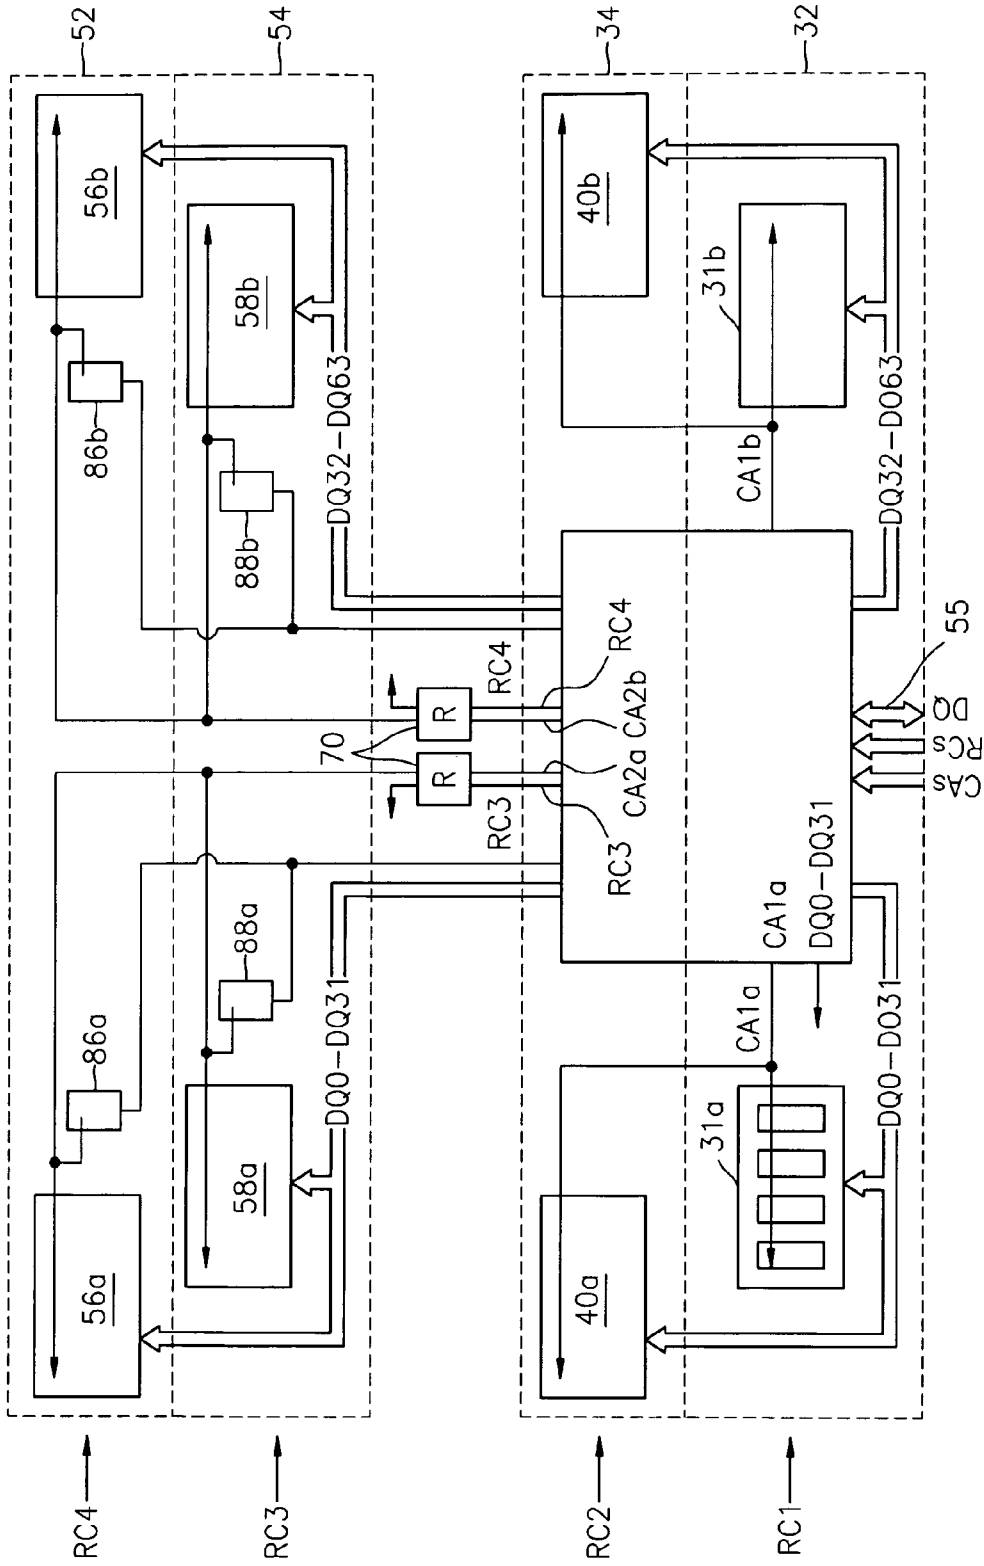 RC4
56a
86a
86b
56b
52
RC3
58a
88a
88b
58b
54
DQ0-DQ31
70
DQ32-DQ63
R
R
RC3
RC4
RC3
CA2a
CA2b
RC4
RC2
40a
40b
34
31a
CA1a
CA1a
CA1b
31b
RC1
DQ0-DQ31
32
DQ0-DO31
DQ32-DO63
CAs
RCs
DQ
55